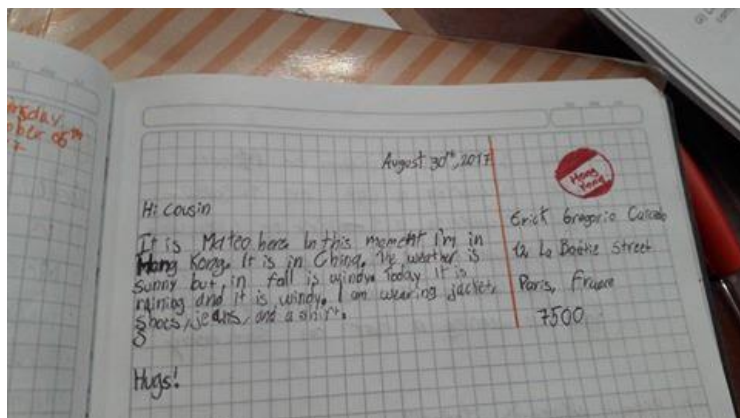 August 30th, 2017
Hi Cousin
It is Mateo here. In this moment I'm in
Hong Kong. It is in China. The weather is
sunny but, in fall is windy. Today It is
raining and it is windy. I am wearing jacket,
shoes, jeans, and a shirt.
Hugs!
Hong
Kong
Erick Gregorio
12 La Boétie street
Paris, France
7500